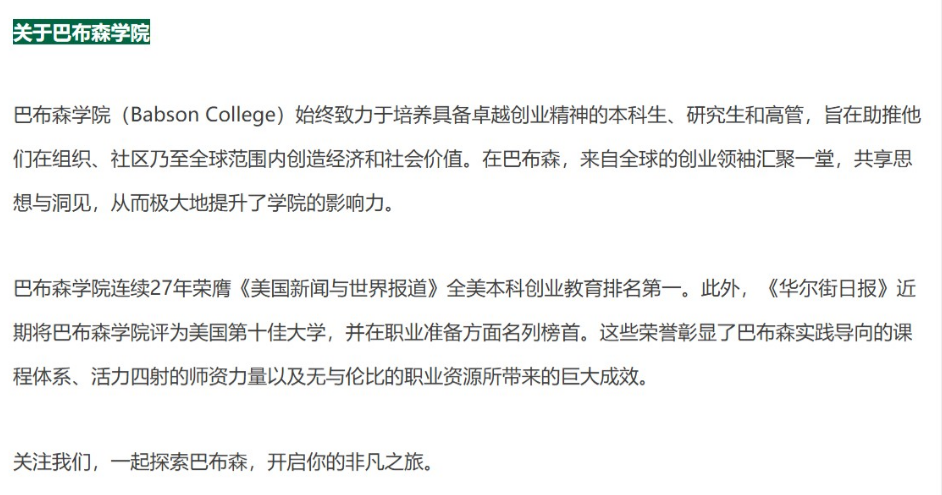 关于巴布森学院
巴布森学院（Babson College）始终致力于培养具备卓越创业精神的本科生、研究生和高管，旨在助推他
们在组织、社区乃至全球范围内创造经济和社会价值。在巴布森，来自全球的创业领袖汇聚一堂，共享思
想与洞见，从而极大地提升了学院的影响力。
巴布森学院连续27年荣膺《美国新闻与世界报道》全美本科创业教育排名第一。此外，《华尔街日报》近
期将巴布森学院评为美国第十佳大学，并在职业准备方面名列榜首。这些荣誉彰显了巴布森实践导向的课
程体系、活力四射的师资力量以及无与伦比的职业资源所带来的巨大成效。
关注我们，一起探索巴布森，开启你的非凡之旅。